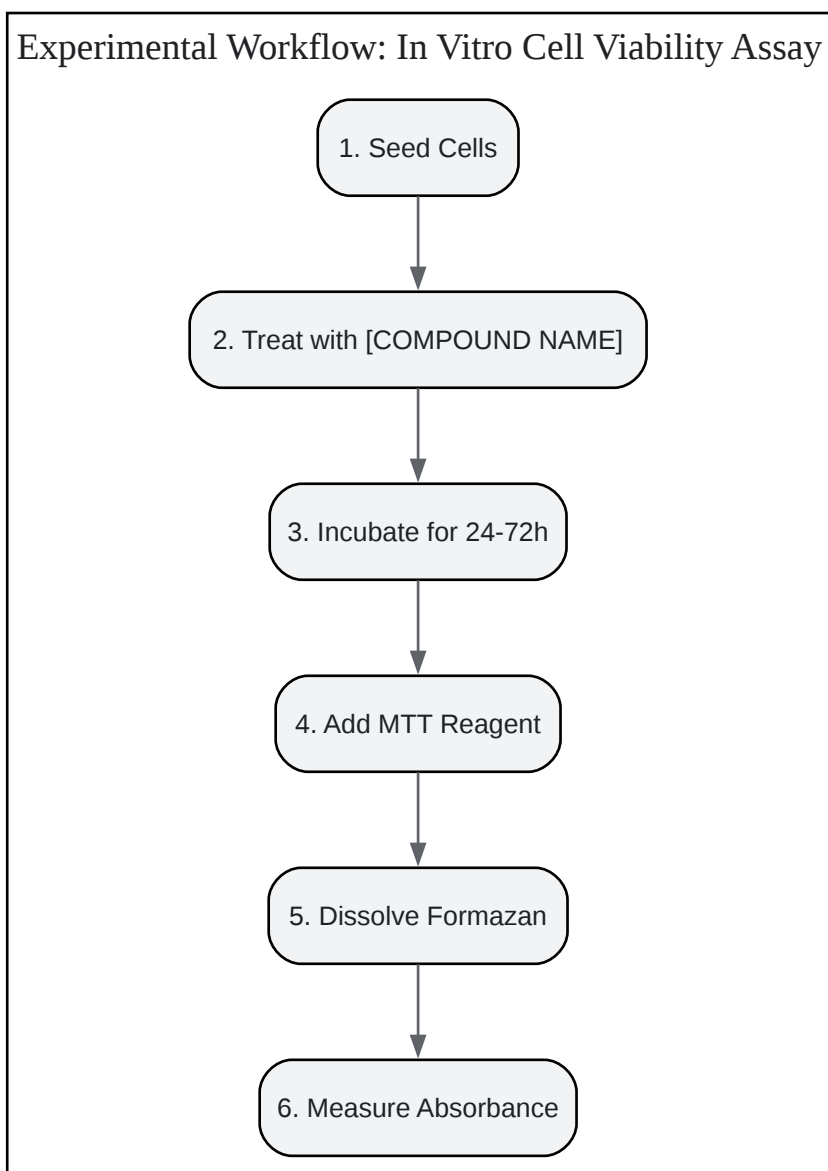 Experimental Workflow: In Vitro Cell Viability Assay
1. Seed Cells
2. Treat with [COMPOUND NAME]
3. Incubate for 24-72h
4. Add MTT Reagent
5. Dissolve Formazan
6. Measure Absorbance